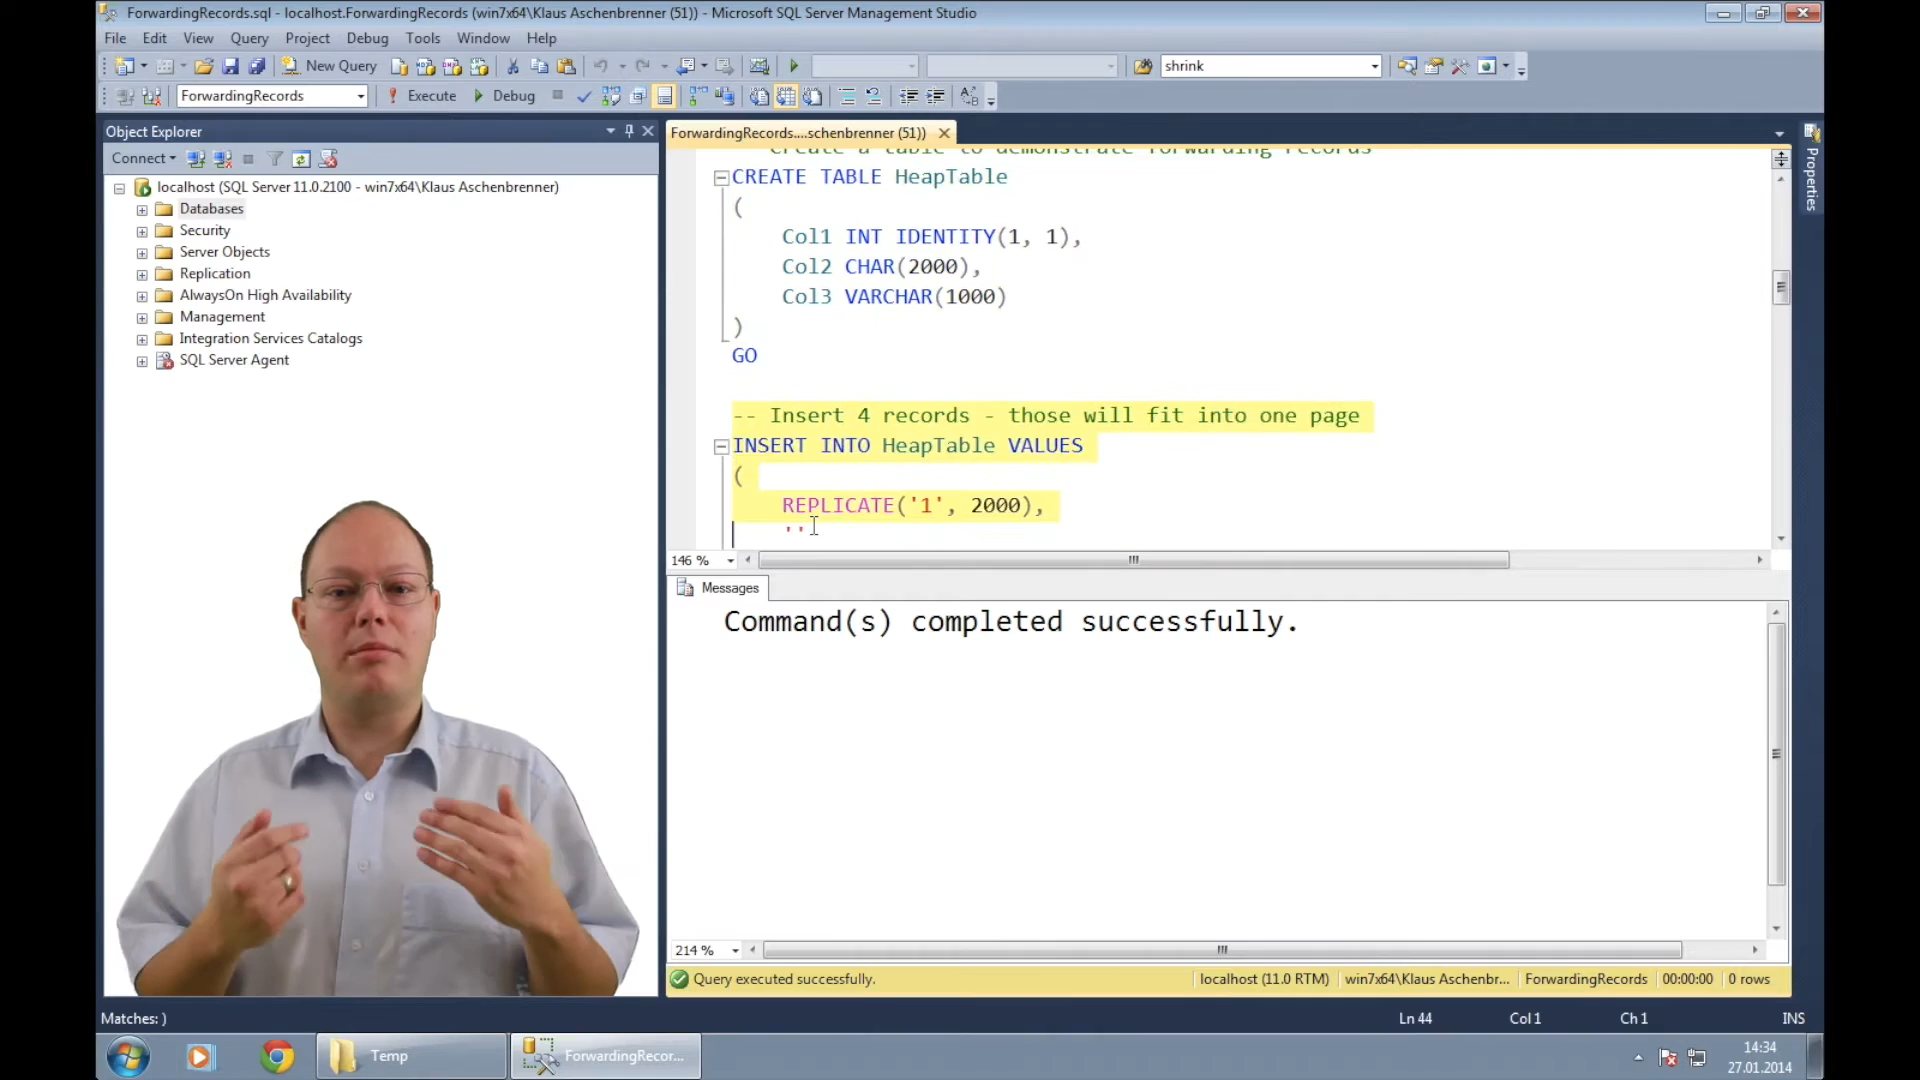 ForwardingRecords.sql - localhost.ForwardingRecords (win7x64\Klaus Aschenbrenner (51)) - Microsoft SQL Server Management Studio
File Edit View Query Project Debug Tools Window Help
New Query shrink
ForwardingRecords Execute Debug
Object Explorer
Connect
localhost (SQL Server 11.0.2100 - win7x64\Klaus Aschenbrenner)
Databases
Security
Server Objects
Replication
AlwaysOn High Availability
Management
Integration Services Catalogs
SQL Server Agent
ForwardingRecords....schenbrenner (51))
Properties
Create a table to demonstrate forwarding records
CREATE TABLE HeapTable
(
Col1 INT IDENTITY(1, 1),
Col2 CHAR(2000),
Col3 VARCHAR(1000)
)
GO
-- Insert 4 records - those will fit into one page
INSERT INTO HeapTable VALUES
(
REPLICATE('1', 2000),
''
146 %
Messages
Command(s) completed successfully.
214 %
Query executed successfully. localhost (11.0 RTM) win7x64\Klaus Aschenbr... ForwardingRecords 00:00:00 0 rows
Matches: ) Ln 44 Col 1 Ch 1 INS
Temp ForwardingRecor... 14:34
27.01.2014